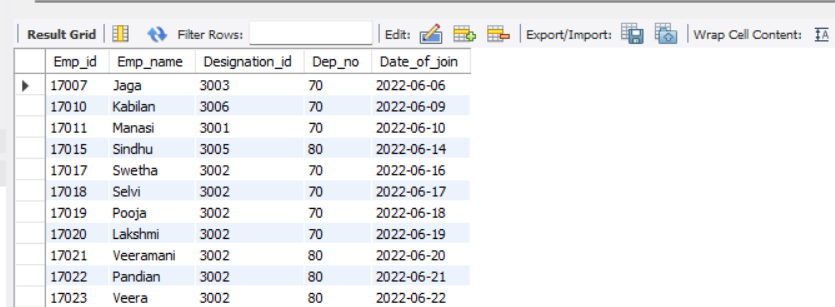 Result Grid Filter Rows: Edit: Export/Import: Wrap Cell Content: IA
Emp_id Emp_name Designation_id Dep_no Date_of_join
17007 Jaga 3003 70 2022-06-06
17010 Kabilan 3006 70 2022-06-09
17011 Manasi 3001 70 2022-06-10
17015 Sindhu 3005 80 2022-06-14
17017 Swetha 3002 70 2022-06-16
17018 Selvi 3002 70 2022-06-17
17019 Pooja 3002 70 2022-06-18
17020 Lakshmi 3002 70 2022-06-19
17021 Veeramani 3002 80 2022-06-20
17022 Pandian 3002 80 2022-06-21
17023 Veera 3002 80 2022-06-22